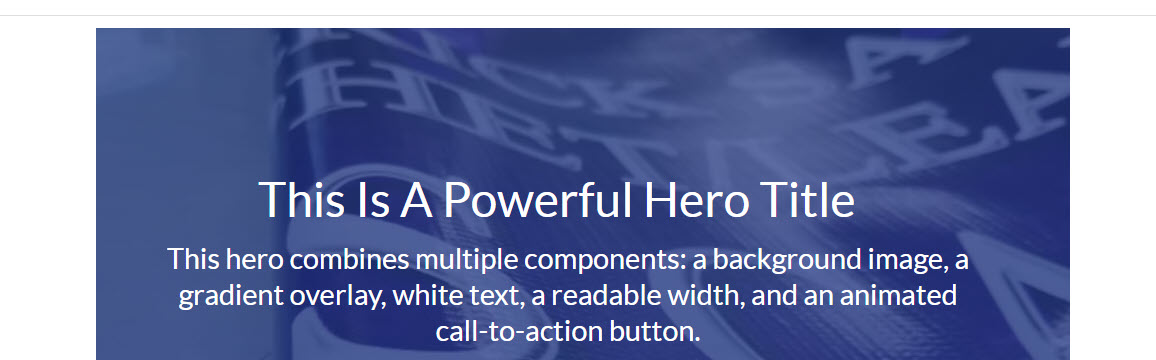 This Is A Powerful Hero Title
This hero combines multiple components: a background image, a
gradient overlay, white text, a readable width, and an animated
call-to-action button.